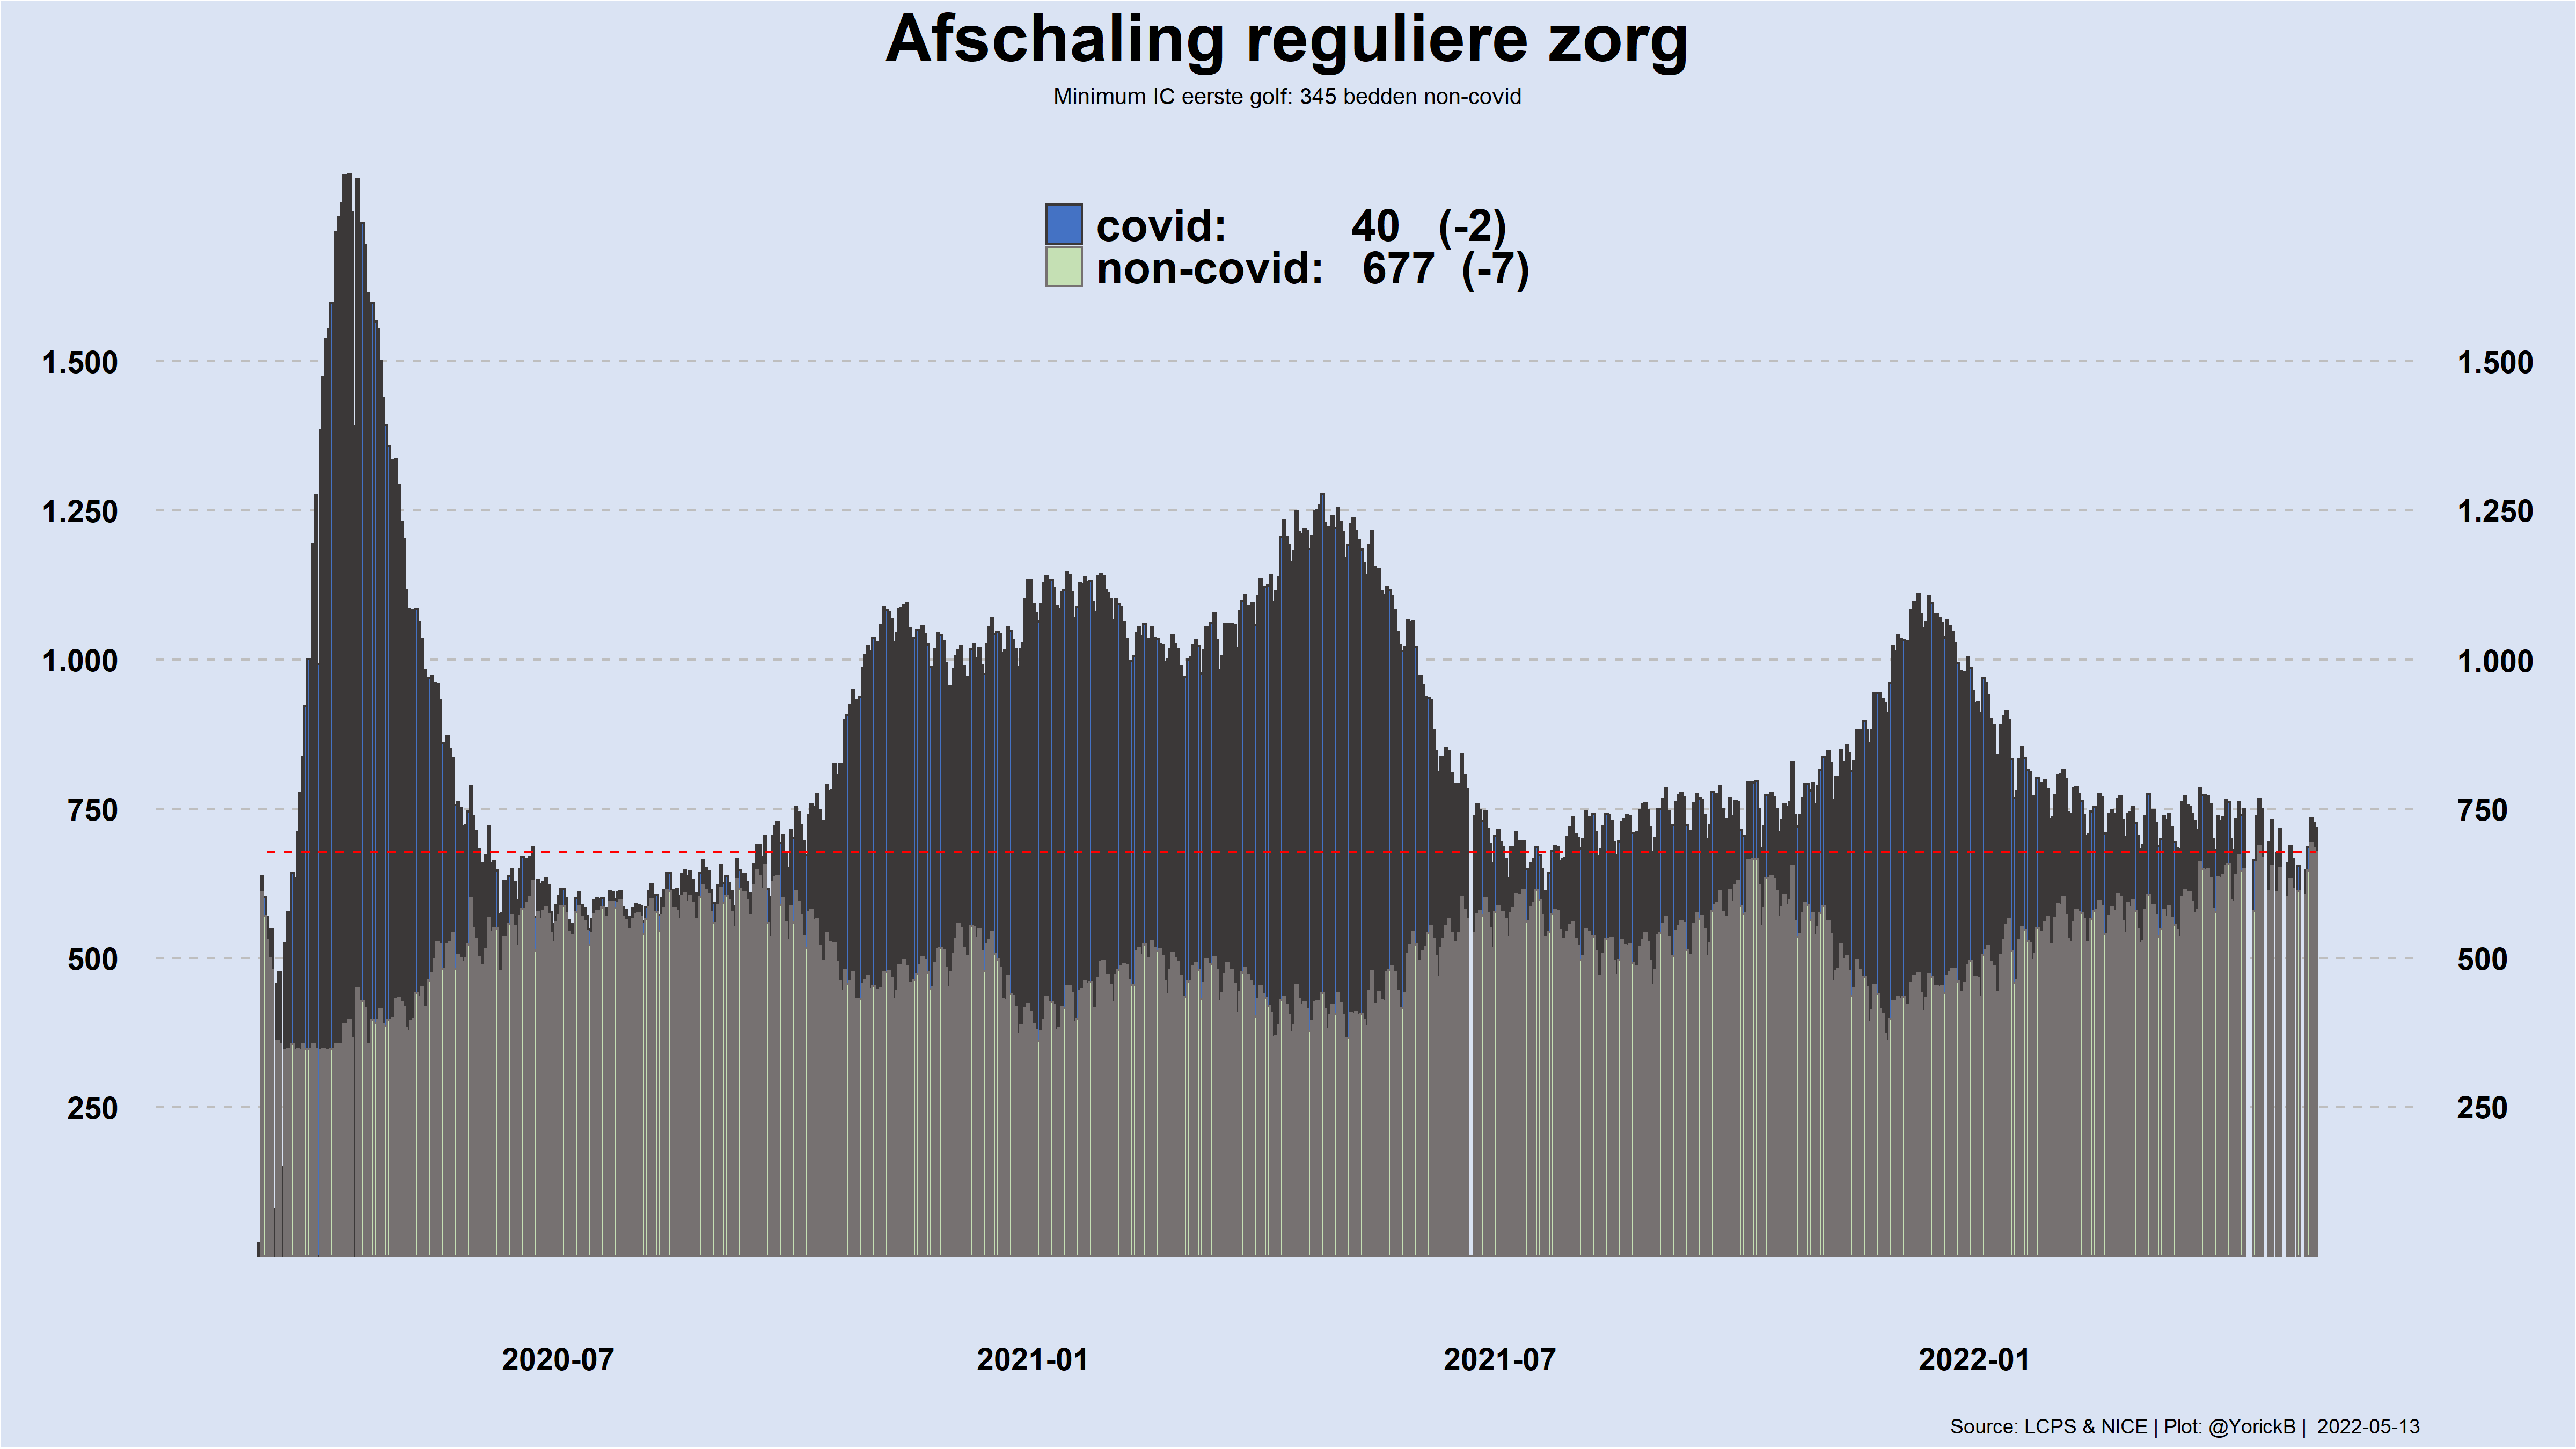 Afschaling reguliere zorg
Minimum IC eerste golf: 345 bedden non-covid
covid: 40 (-2)
non-covid: 677 (-7)
1.500 1.500
1.250 1.250
1.000 1.000
750 750
500 500
250 250
2020-07 2021-01 2021-07 2022-01
Source: LCPS & NICE | Plot: @YorickB | 2022-05-13